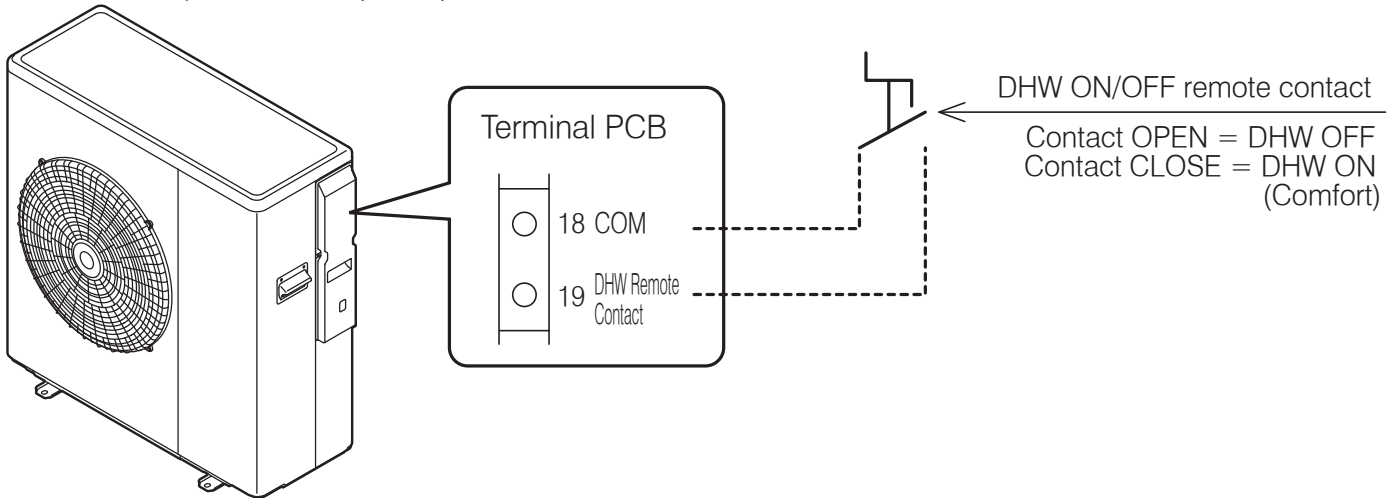 Terminal PCB
18 COM
19 DHW Remote
Contact
DHW ON/OFF remote contact
Contact OPEN = DHW OFF
Contact CLOSE = DHW ON
(Comfort)